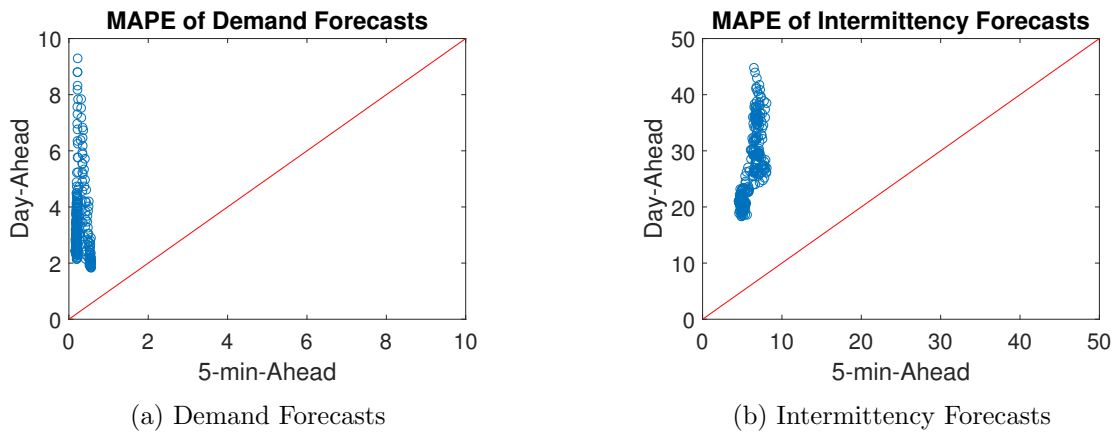 MAPE of Demand Forecasts
10
8
6
4
2
0
Day-Ahead
0 2 4 6 8 10
5-min-Ahead
(a) Demand Forecasts
MAPE of Intermittency Forecasts
50
40
30
20
10
0
Day-Ahead
0 10 20 30 40 50
5-min-Ahead
(b) Intermittency Forecasts